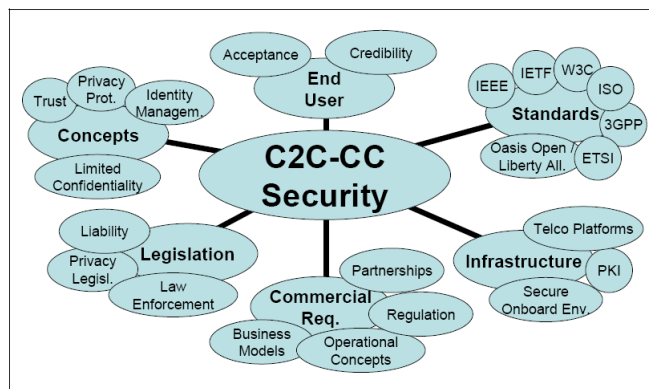 Acceptance
Credibility
End
User
Trust
Privacy
Prot.
Identity
Managem.
Concepts
Limited
Confidentiality
IEEE
IETF
W3C
ISO
3GPP
ETSI
Standards
Oasis Open /
Liberty All.
C2C-CC
Security
Liability
Privacy
Legisl.
Legislation
Law
Enforcement
Partnerships
Commercial
Req.
Regulation
Business
Models
Operational
Concepts
Telco Platforms
Infrastructure
PKI
Secure
Onboard Env.